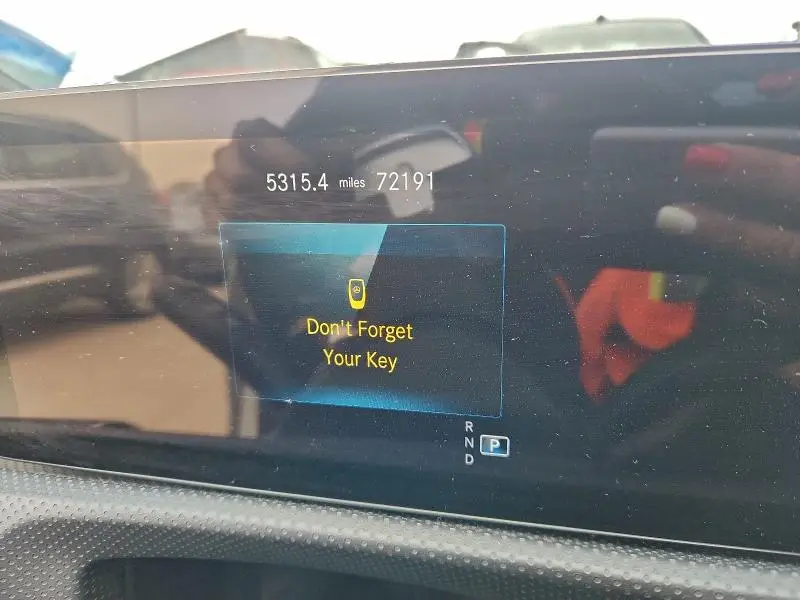 5315.4 miles 72191
Don't Forget
Your Key
R
N P
D